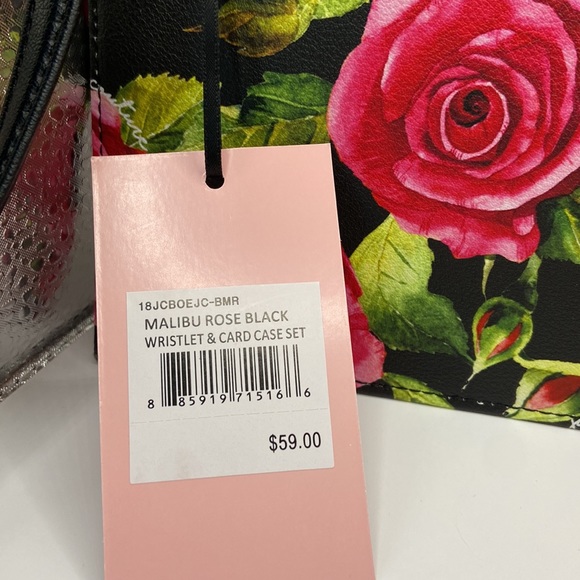 18JCBOEJC-BMR
MALIBU ROSE BLACK
WRISTLET & CARD CASE SET
8 85919 71516 6
$59.00